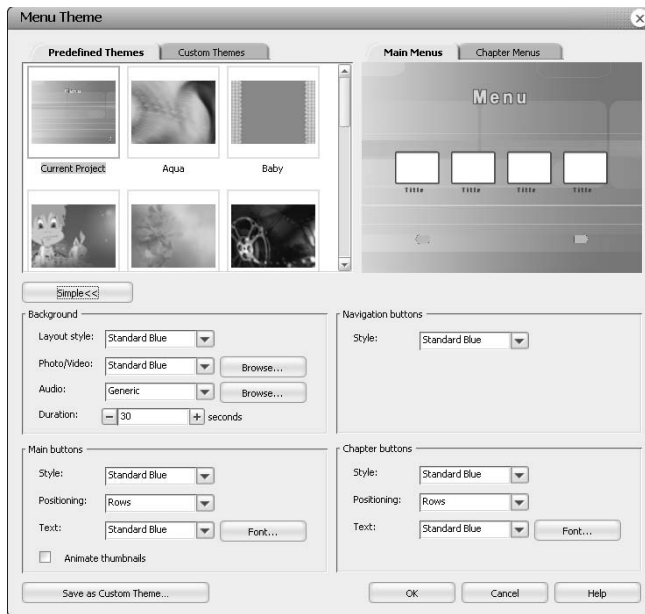 Menu Theme
Predefined Themes
Custom Themes
Main Menus
Chapter Menus
Current Project
Aqua
Baby
Menu
Title Title Title Title
Simple<<
Background
Layout style: Standard Blue
Photo/Video: Standard Blue Browse...
Audio: Generic Browse...
Duration: 30 seconds
Navigation buttons
Style: Standard Blue
Main buttons
Style: Standard Blue
Positioning: Rows
Text: Standard Blue Font...
Animate thumbnails
Chapter buttons
Style: Standard Blue
Positioning: Rows
Text: Standard Blue Font...
Save as Custom Theme...
OK
Cancel
Help